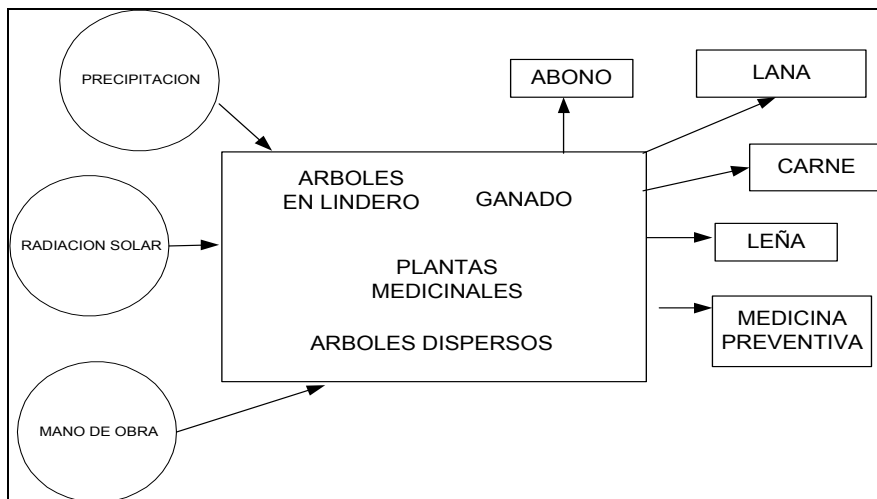 PRECIPITACION
ABONO
LANA
CARNE
ARBOLES
EN LINDERO
GANADO
RADIACION SOLAR
LEÑA
PLANTAS
MEDICINALES
MEDICINA
PREVENTIVA
ARBOLES DISPERSOS
MANO DE OBRA